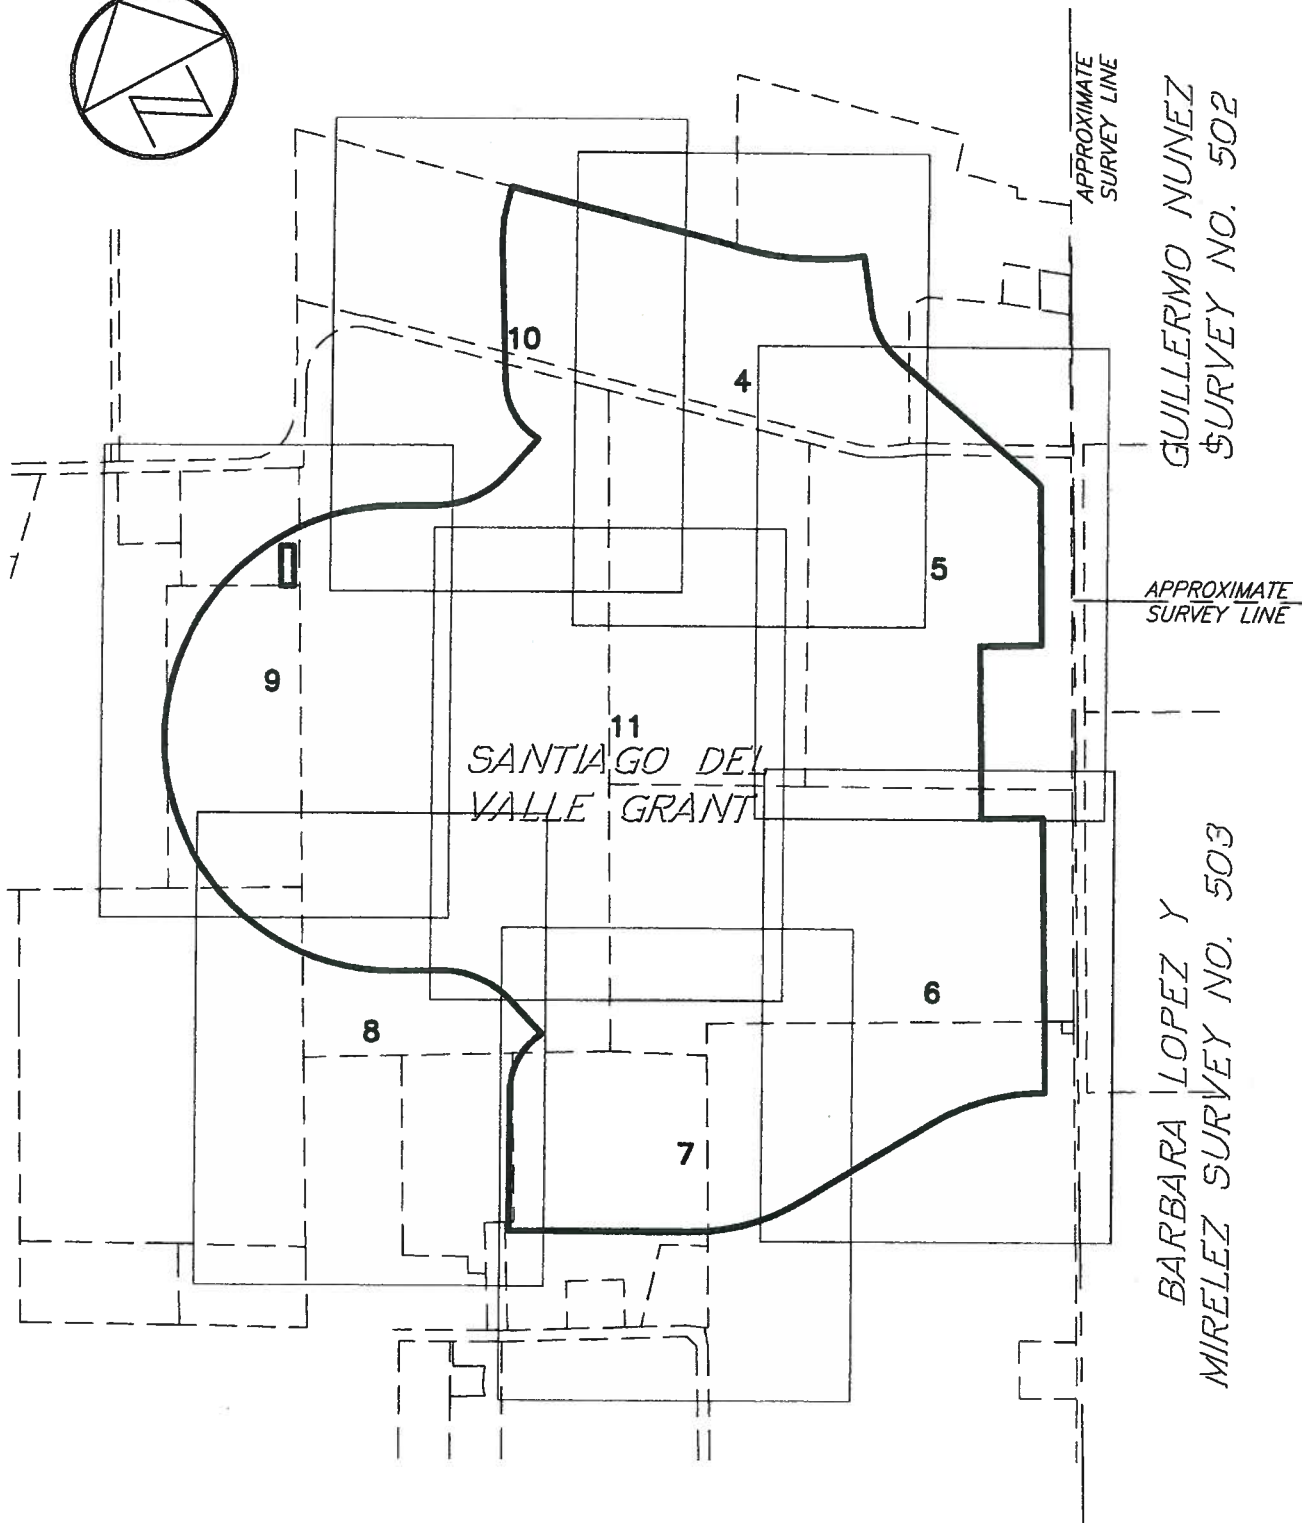 APPROXIMATE
SURVEY LINE
GUILLERMO NUNEZ
SURVEY NO. 502
10
4
5
APPROXIMATE
SURVEY LINE
9
11
SANTIAGO DEL
VALLE GRANT
6
8
7
BARBARA LOPEZ Y
MIRELEZ SURVEY NO. 503
N